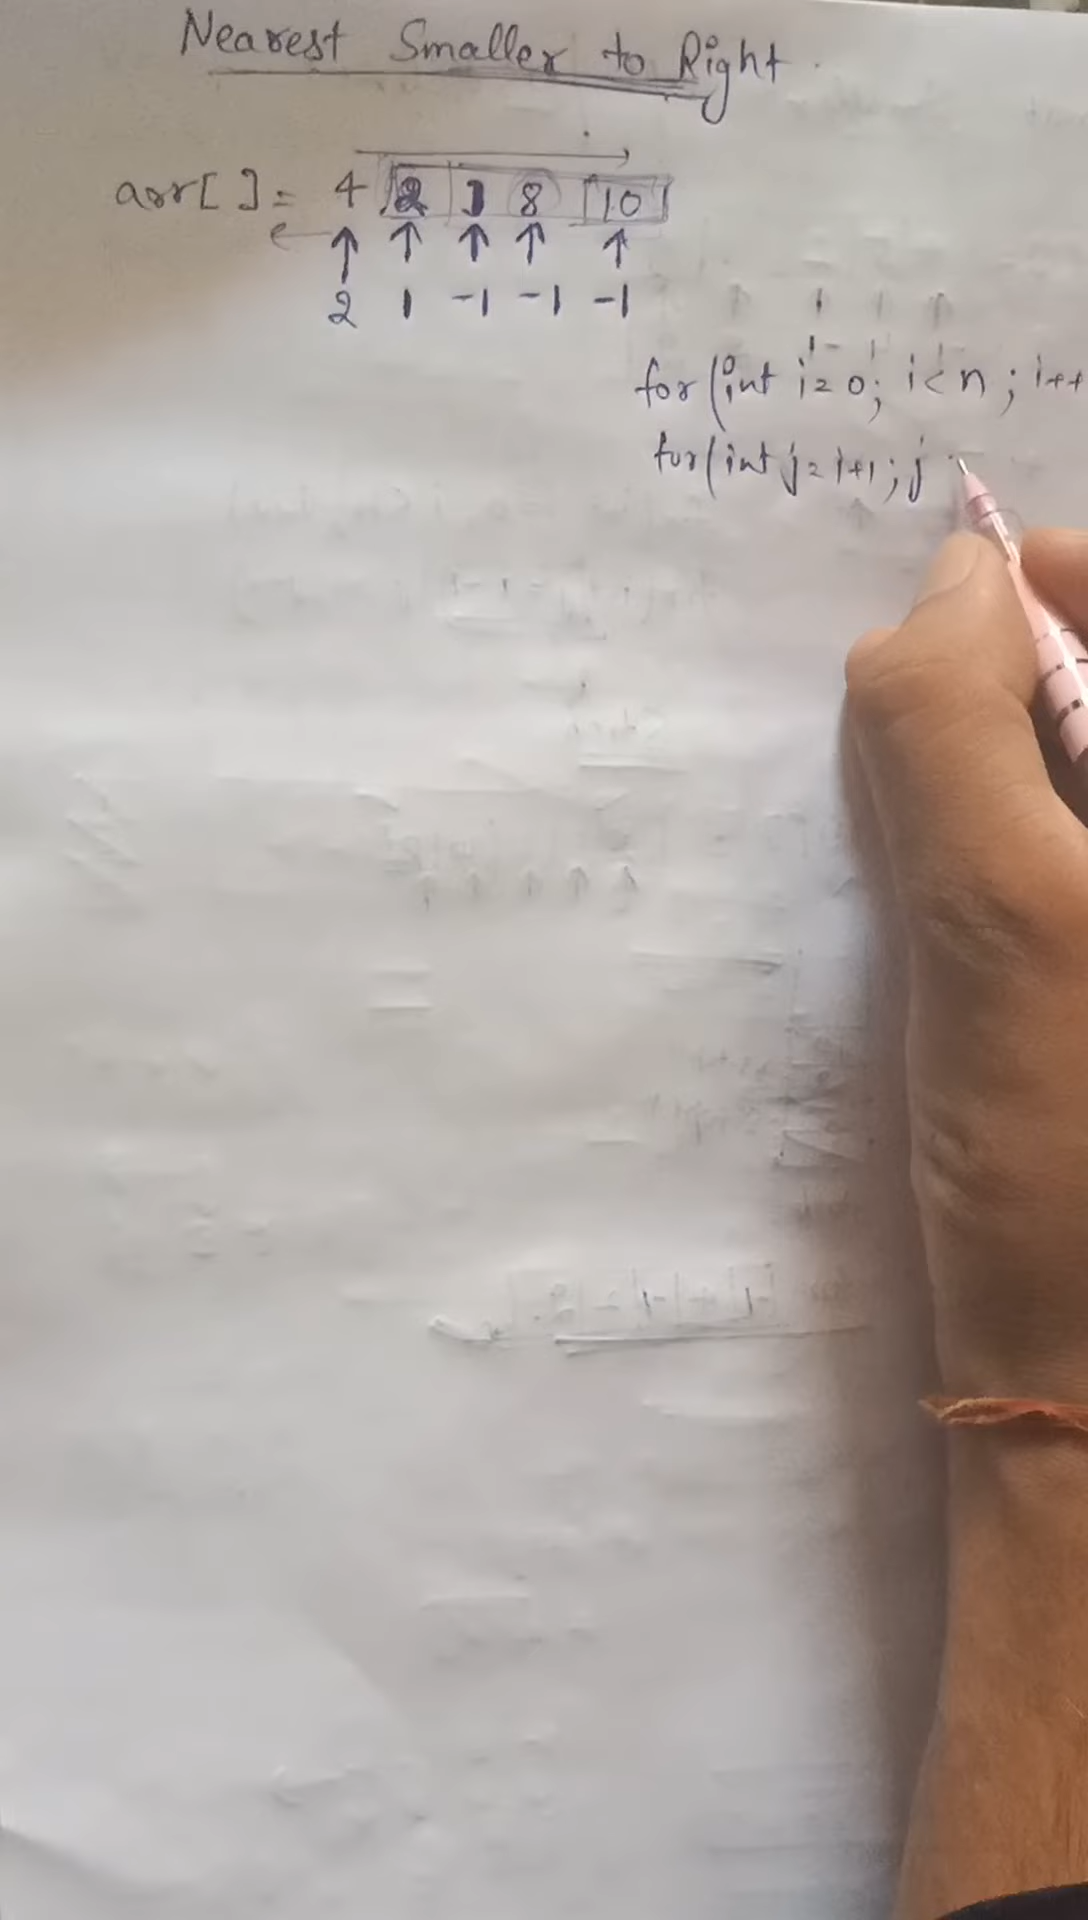 Nearest Smaller to Right
arr[ ] = 4 2 1 8 10
2 1 -1 -1 -1
for(int i=0; i<n; i++
for(int j=i+1; j